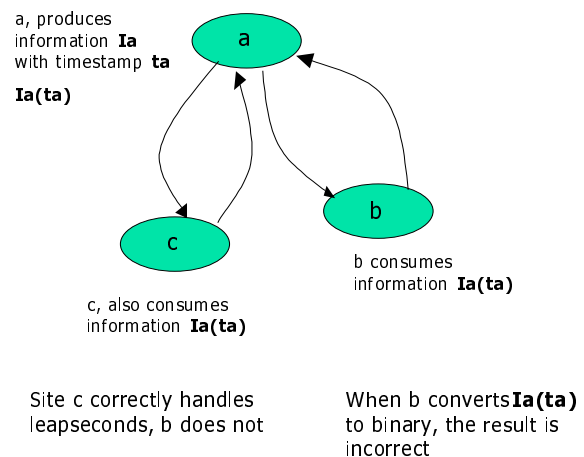 a, produces
information Ia
with timestamp ta
Ia(ta)
a
b
c
b consumes
information Ia(ta)
c, also consumes
information Ia(ta)
Site c correctly handles
leapseconds, b does not
When b converts Ia(ta)
to binary, the result is
incorrect